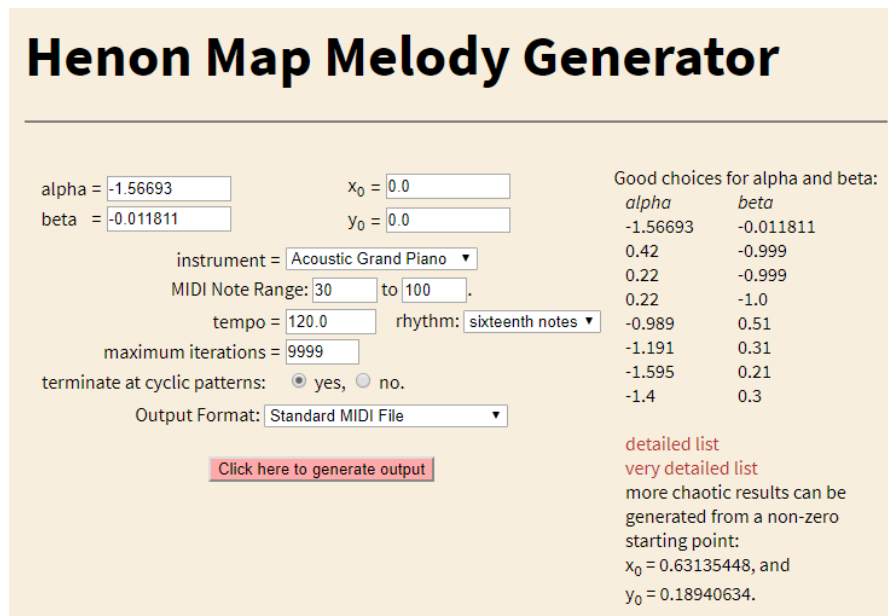 Henon Map Melody Generator
alpha = -1.56693
x0 = 0.0
beta = -0.011811
y0 = 0.0
instrument = Acoustic Grand Piano
MIDI Note Range: 30 to 100.
tempo = 120.0 rhythm: sixteenth notes
maximum iterations = 9999
terminate at cyclic patterns: yes, no.
Output Format: Standard MIDI File
Click here to generate output
Good choices for alpha and beta:
alpha beta
-1.56693 -0.011811
0.42 -0.999
0.22 -0.999
0.22 -1.0
-0.989 0.51
-1.191 0.31
-1.595 0.21
-1.4 0.3
detailed list
very detailed list
more chaotic results can be
generated from a non-zero
starting point:
x0 = 0.63135448, and
y0 = 0.18940634.